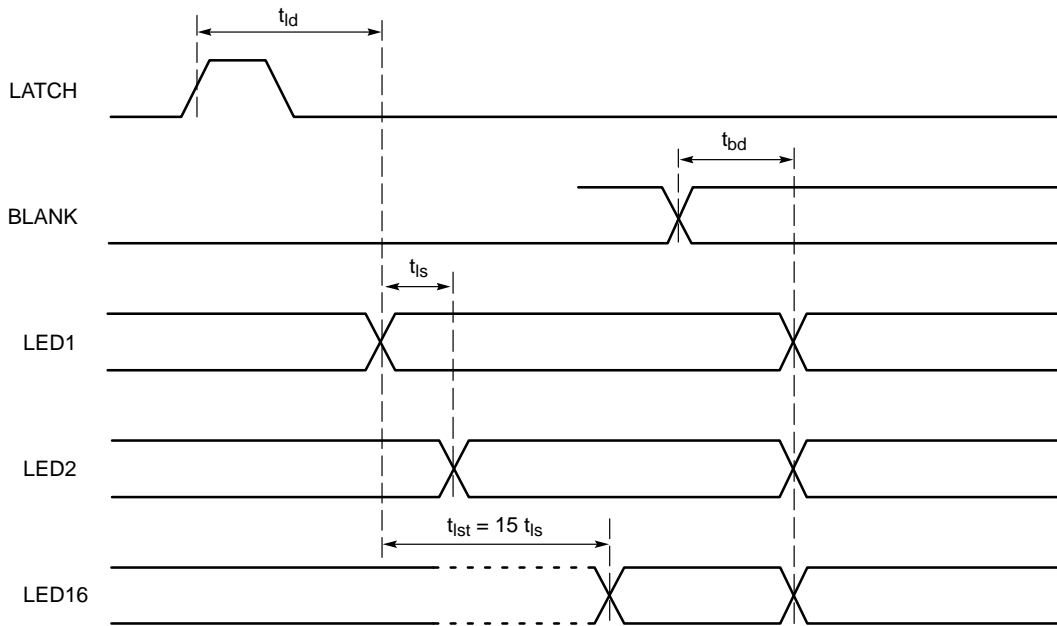 t_ld
LATCH
t_bd
BLANK
t_ls
LED1
LED2
t_lst = 15 t_ls
LED16